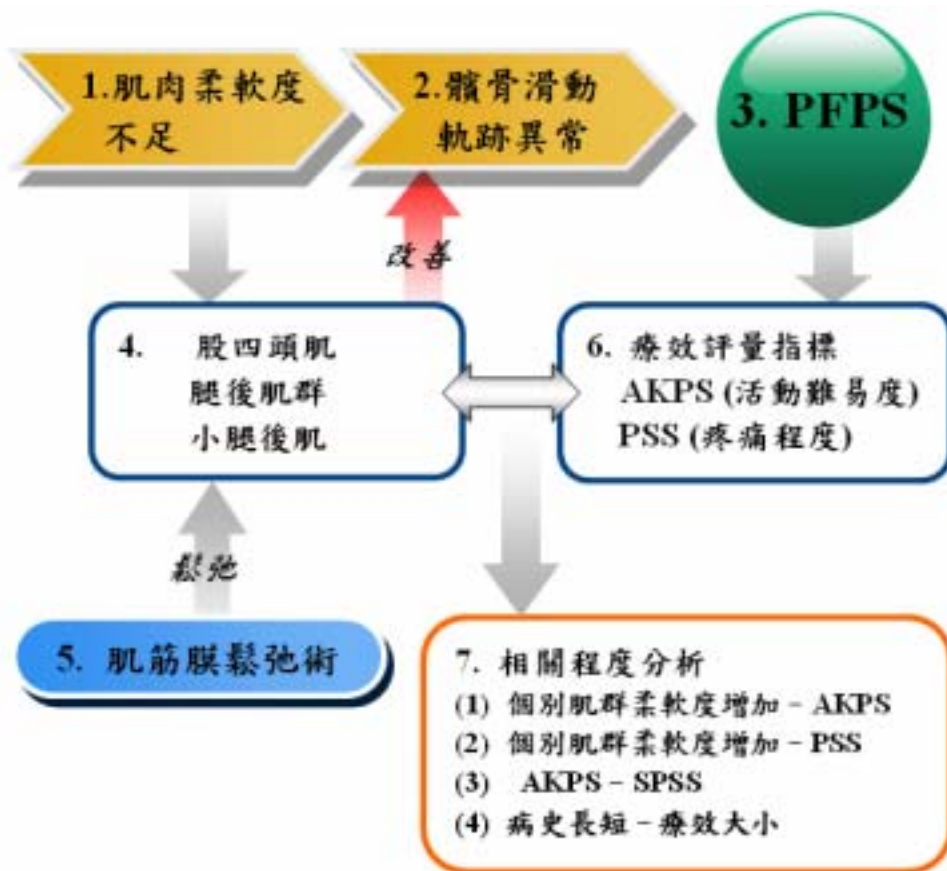 1.肌肉柔軟度
不足
2.髕骨滑動
軌跡異常
3. PFPS
改善
4. 股四頭肌
腿後肌群
小腿後肌
6. 療效評量指標
AKPS (活動難易度)
PSS (疼痛程度)
鬆弛
5. 肌筋膜鬆弛術
7. 相關程度分析
(1) 個別肌群柔軟度增加 – AKPS
(2) 個別肌群柔軟度增加 – PSS
(3) AKPS – SPSS
(4) 病史長短 – 療效大小